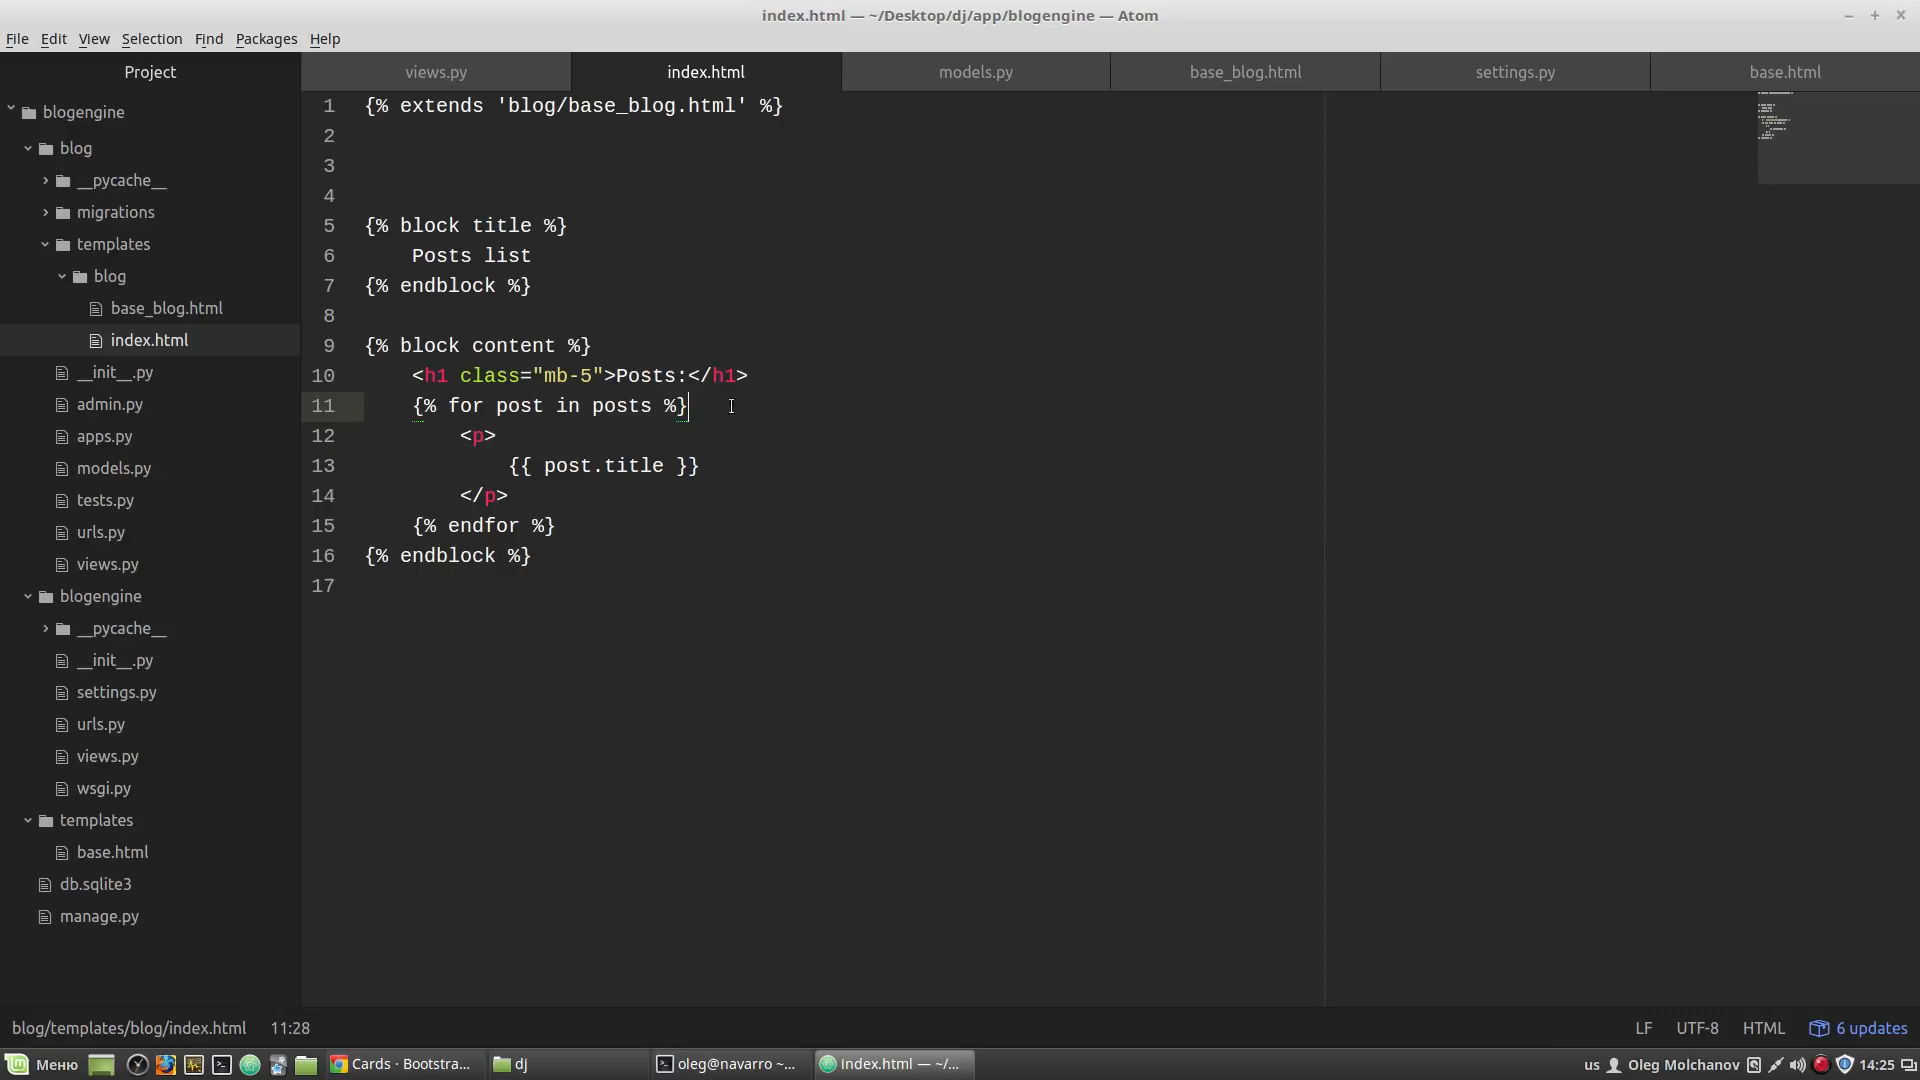 index.html — ~/Desktop/dj/app/blogengine — Atom
File Edit View Selection Find Packages Help
Project
views.py index.html models.py base_blog.html settings.py base.html
blogengine
blog
__pycache__
migrations
templates
blog
base_blog.html
index.html
__init__.py
admin.py
apps.py
models.py
tests.py
urls.py
views.py
blogengine
__pycache__
__init__.py
settings.py
urls.py
views.py
wsgi.py
templates
base.html
db.sqlite3
manage.py
1 {% extends 'blog/base_blog.html' %}
2
3
4
5 {% block title %}
6 Posts list
7 {% endblock %}
8
9 {% block content %}
10 <h1 class="mb-5">Posts:</h1>
11 {% for post in posts %}
12 <p>
13 {{ post.title }}
14 </p>
15 {% endfor %}
16 {% endblock %}
17
blog/templates/blog/index.html 11:28 LF UTF-8 HTML 6 updates
Меню Cards · Bootstra... dj oleg@navarro ~... index.html — ~/... us Oleg Molchanov 14:25